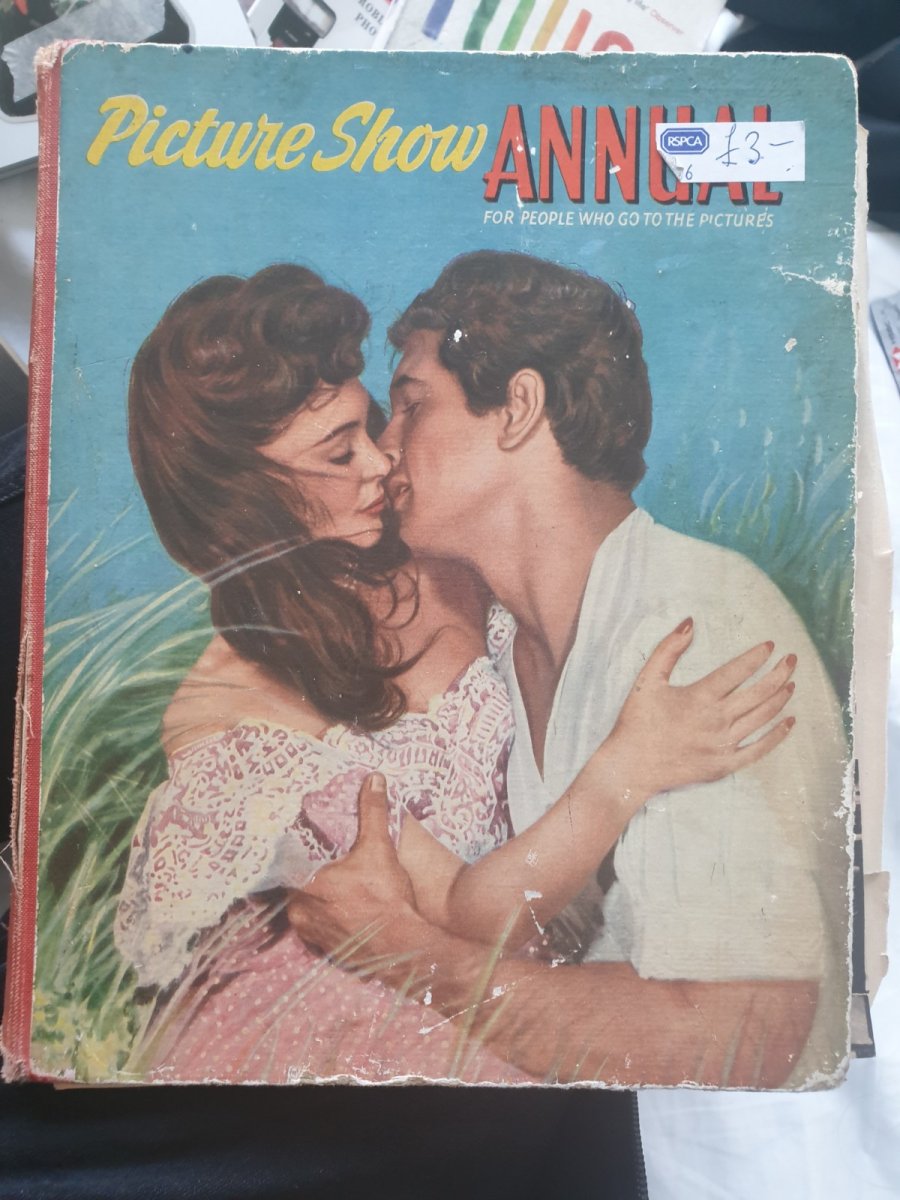 Picture Show ANNUAL
RSPCA £3-
FOR PEOPLE WHO GO TO THE PICTURES